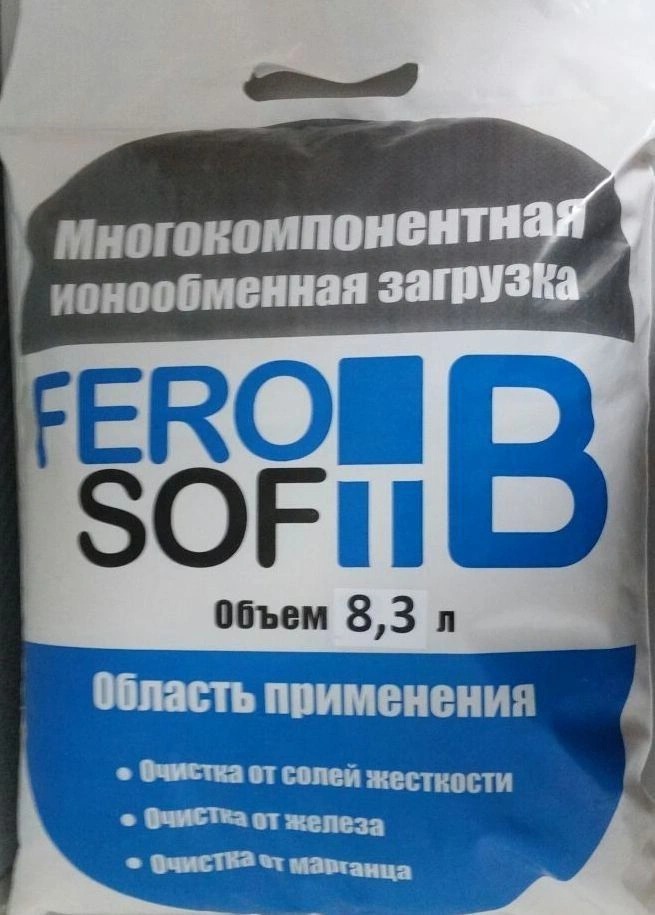 Многокомпонентная
ионообменная загрузка
FERO
SOFT B
Объем 8,3 л
Область применения
• Очистка от солей жесткости
• Очистка от железа
• Очистка от марганца